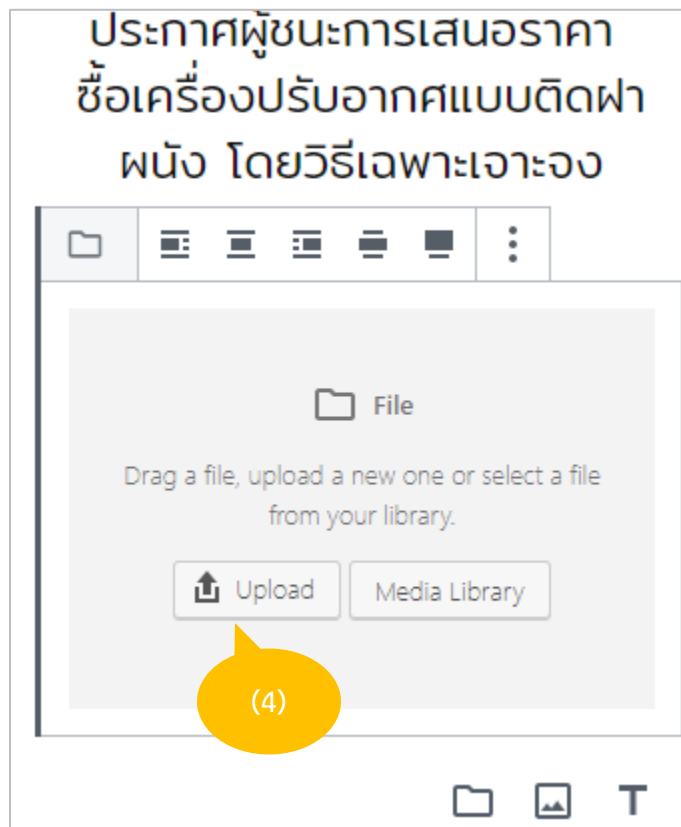 ประกาศผู้ชนะการเสนอราคา
ซื้อเครื่องปรับอากศแบบติดฝา
ผนัง โดยวิธีเฉพาะเจาะจง
File
Drag a file, upload a new one or select a file
from your library.
Upload Media Library
(4)